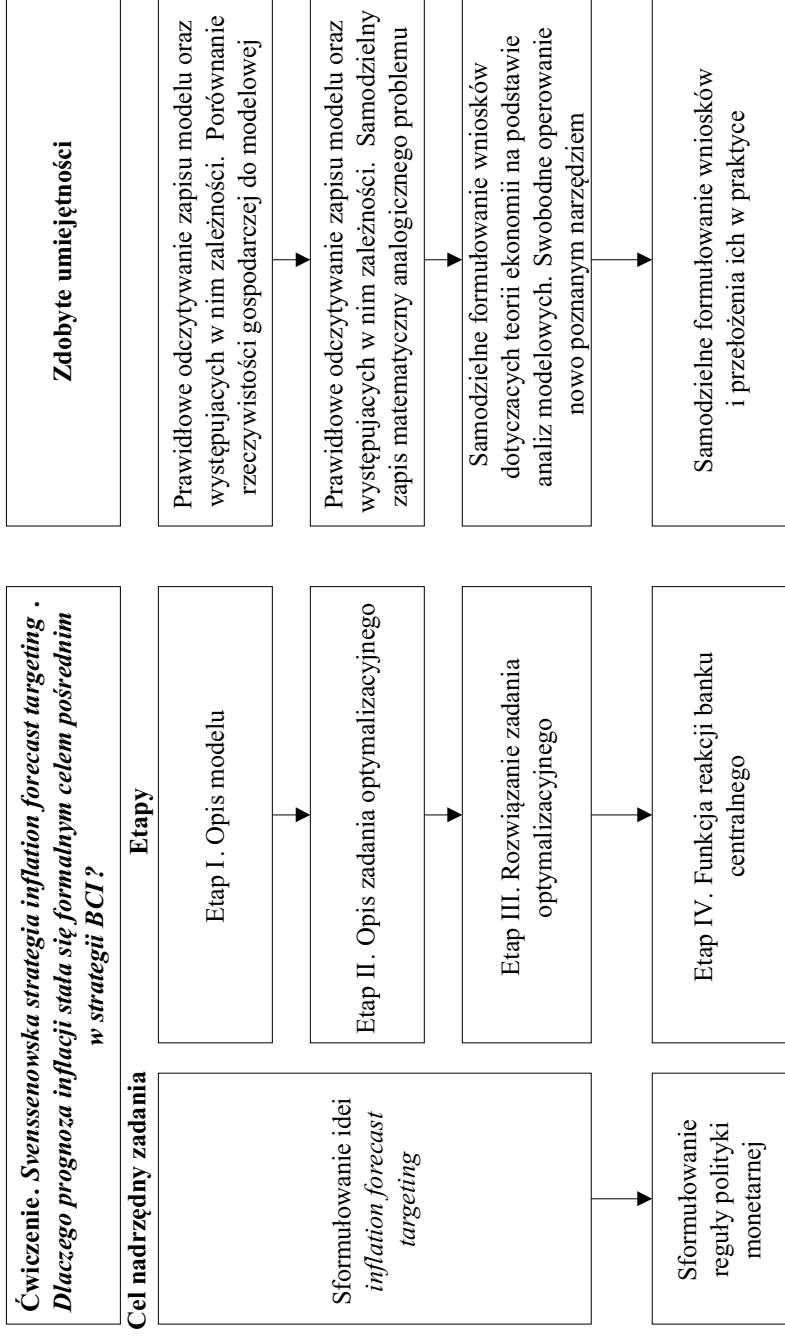 Ćwiczenie. Svenssenowska strategia inflation forecast targeting .
Dlaczego prognoza inflacji stała się formalnym celem pośrednim
w strategii BCI?
Zdobyte umiejętności
Cel nadrzędny zadania
Etapy
Sformułowanie idei
inflation forecast
targeting
Etap I. Opis modelu
Prawidłowe odczytywanie zapisu modelu oraz
występujacych w nim zależności. Porównanie
rzeczywistości gospodarczej do modelowej
Etap II. Opis zadania optymalizacyjnego
Prawidłowe odczytywanie zapisu modelu oraz
występujacych w nim zależności. Samodzielny
zapis matematyczny analogicznego problemu
Etap III. Rozwiązanie zadania
optymalizacyjnego
Samodzielne formułowanie wniosków
dotyczacych teorii ekonomii na podstawie
analiz modelowych. Swobodne operowanie
nowo poznanym narzędziem
Sformułowanie
reguły polityki
monetarnej
Etap IV. Funkcja reakcji banku
centralnego
Samodzielne formułowanie wniosków
i przełożenia ich w praktyce